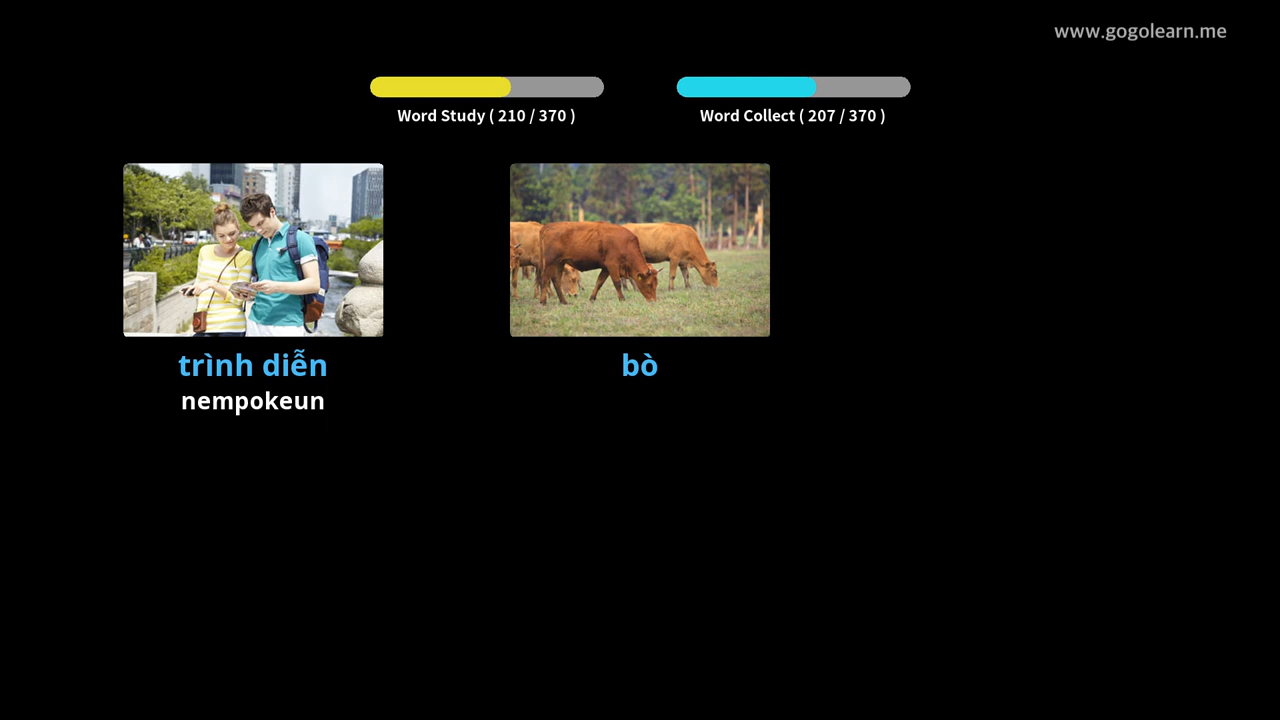 www.gogolearn.me
Word Study ( 210 / 370 )
Word Collect ( 207 / 370 )
trình diễn
nempokeun
bò